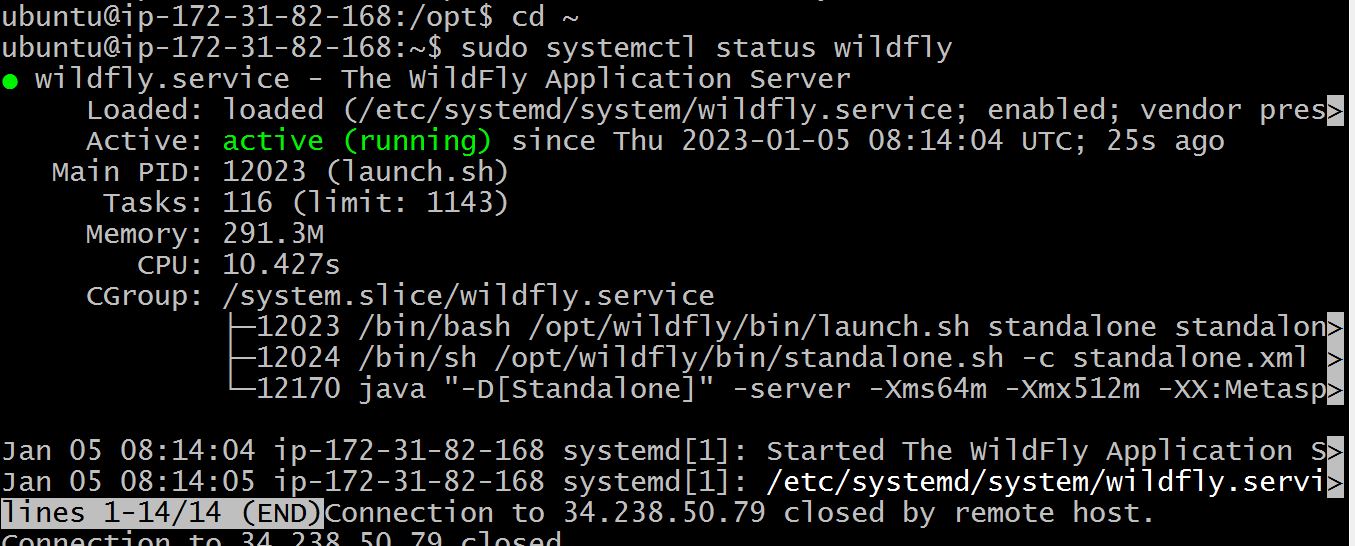 ubuntu@ip-172-31-82-168:/opt$ cd ~
ubuntu@ip-172-31-82-168:~$ sudo systemctl status wildfly
● wildfly.service - The WildFly Application Server
Loaded: loaded (/etc/systemd/system/wildfly.service; enabled; vendor pres>
Active: active (running) since Thu 2023-01-05 08:14:04 UTC; 25s ago
Main PID: 12023 (launch.sh)
Tasks: 116 (limit: 1143)
Memory: 291.3M
CPU: 10.427s
CGroup: /system.slice/wildfly.service
├─12023 /bin/bash /opt/wildfly/bin/launch.sh standalone standalon>
├─12024 /bin/sh /opt/wildfly/bin/standalone.sh -c standalone.xml >
└─12170 java "-D[Standalone]" -server -Xms64m -Xmx512m -XX:Metasp>
Jan 05 08:14:04 ip-172-31-82-168 systemd[1]: Started The WildFly Application S>
Jan 05 08:14:05 ip-172-31-82-168 systemd[1]: /etc/systemd/system/wildfly.servi>
lines 1-14/14 (END)Connection to 34.238.50.79 closed by remote host.
Connection to 34.238.50.79 closed